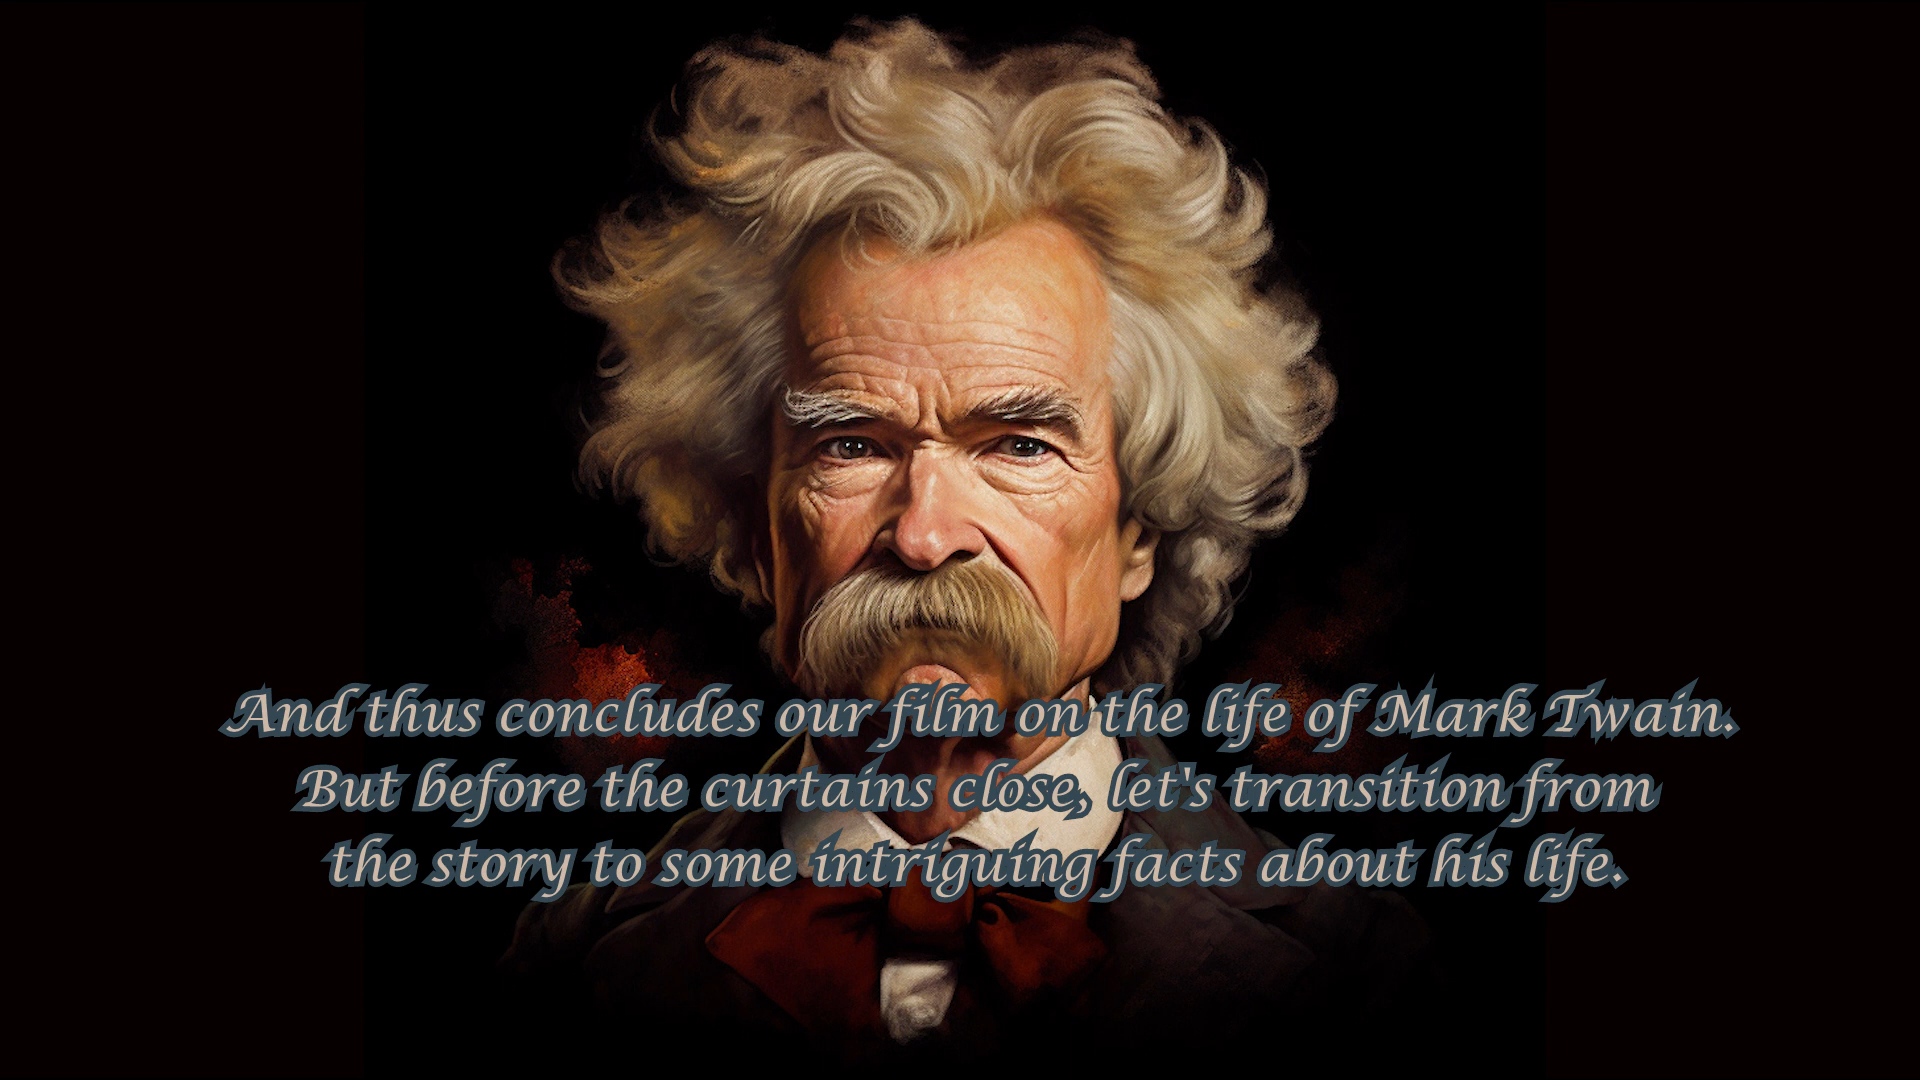 And thus concludes our film on the life of Mark Twain.
But before the curtains close, let's transition from
the story to some intriguing facts about his life.